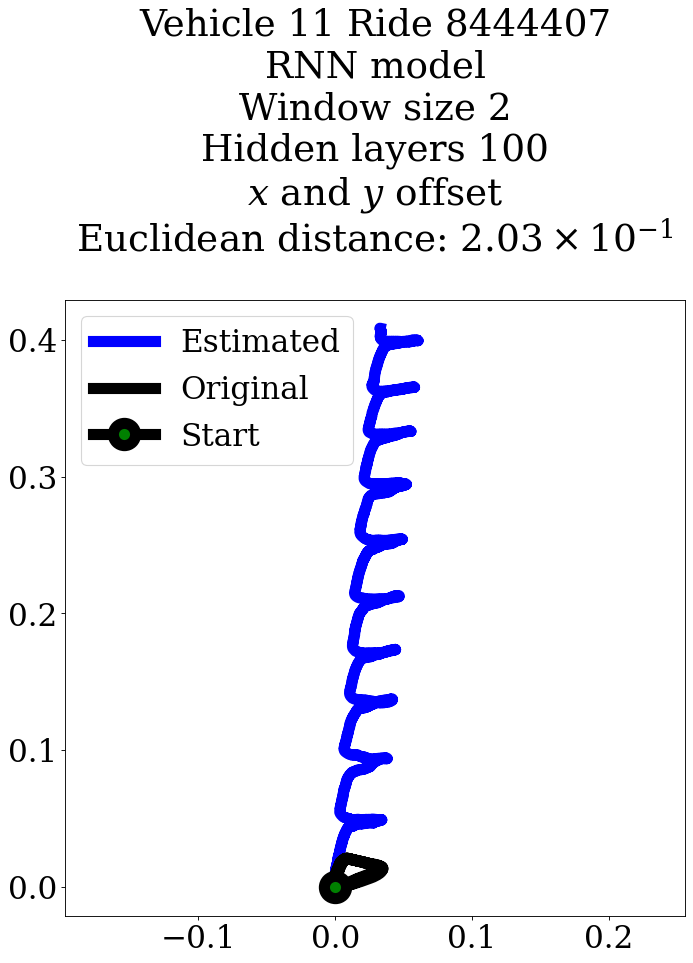 Vehicle 11 Ride 8444407
RNN model
Window size 2
Hidden layers 100
x and y offset
Euclidean distance: 2.03 × 10⁻¹
Estimated
Original
Start
0.4
0.3
0.2
0.1
0.0
−0.1 0.0 0.1 0.2